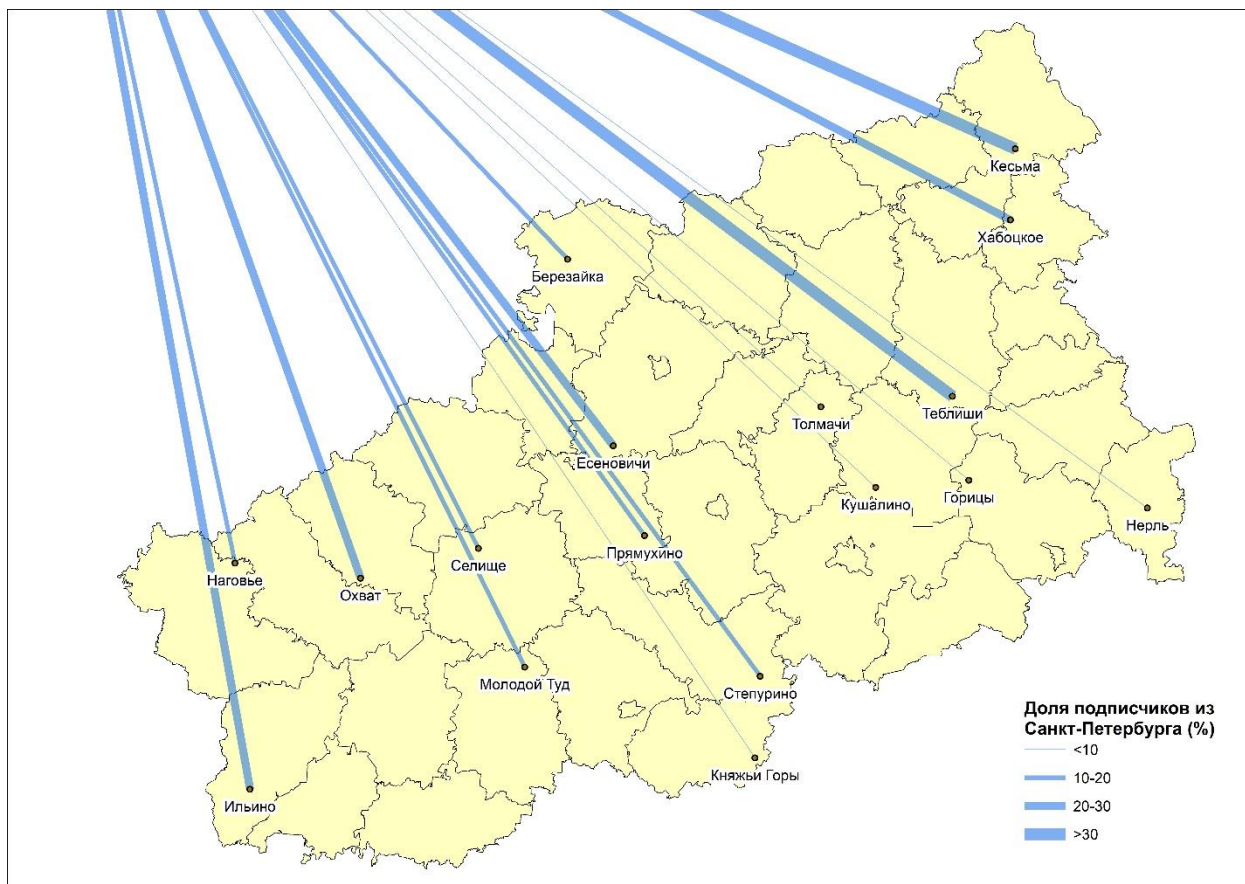 Кесьма
Хабоцкое
Березайка
Теблиши
Толмачи
Есеновичи
Кушалино
Горицы
Нерль
Прямухино
Селище
Наговье
Охват
Молодой Туд
Степурино
Княжьи Горы
Ильино
Доля подписчиков из
Санкт-Петербурга (%)
<10
10-20
20-30
>30